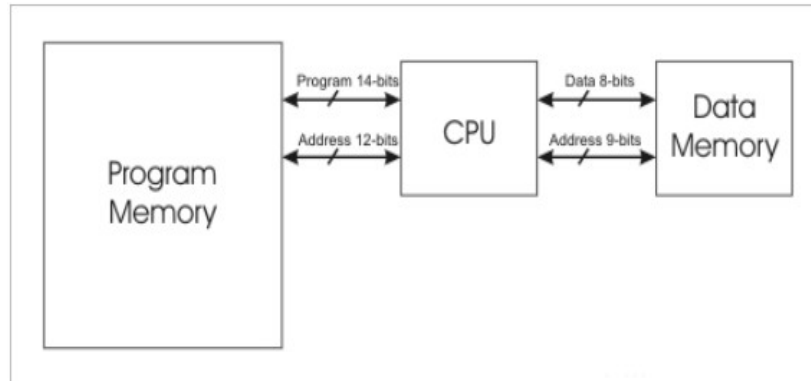 Program 14-bits
Data 8-bits
Address 12-bits
Address 9-bits
Program
Memory
CPU
Data
Memory